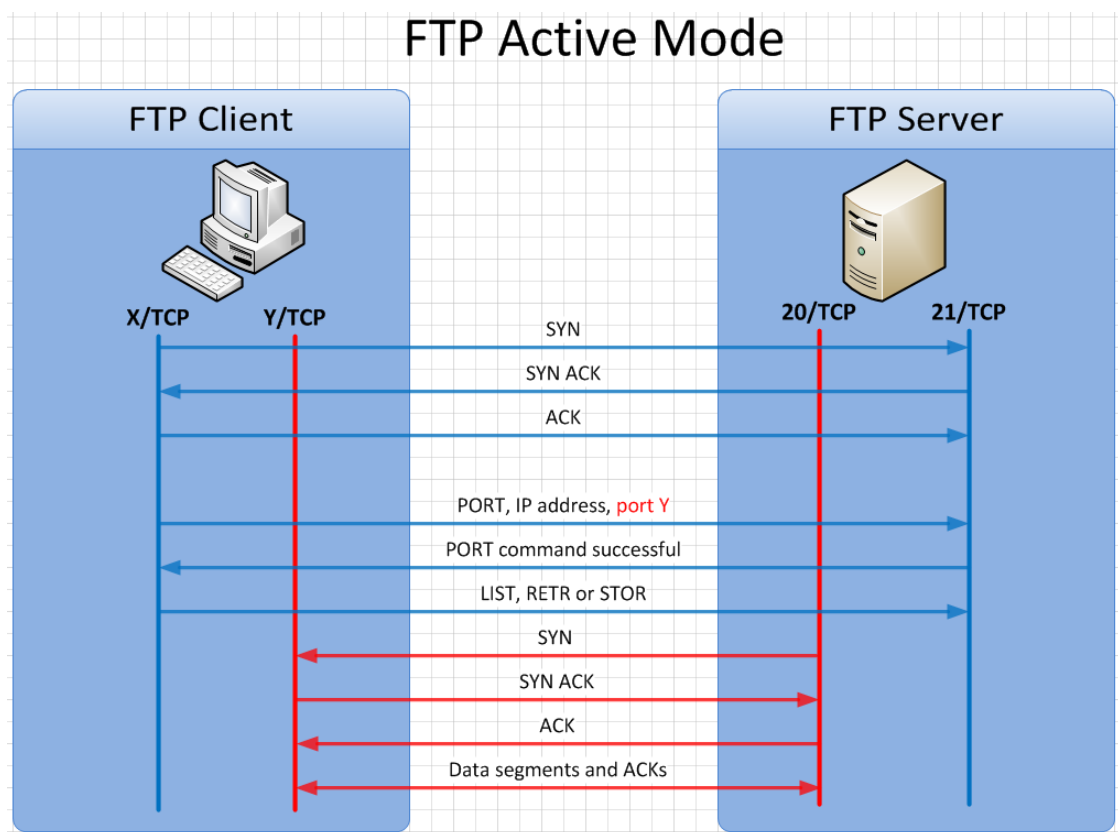 FTP Active Mode
FTP Client
FTP Server
X/TCP
Y/TCP
20/TCP
21/TCP
SYN
SYN ACK
ACK
PORT, IP address, port Y
PORT command successful
LIST, RETR or STOR
SYN
SYN ACK
ACK
Data segments and ACKs